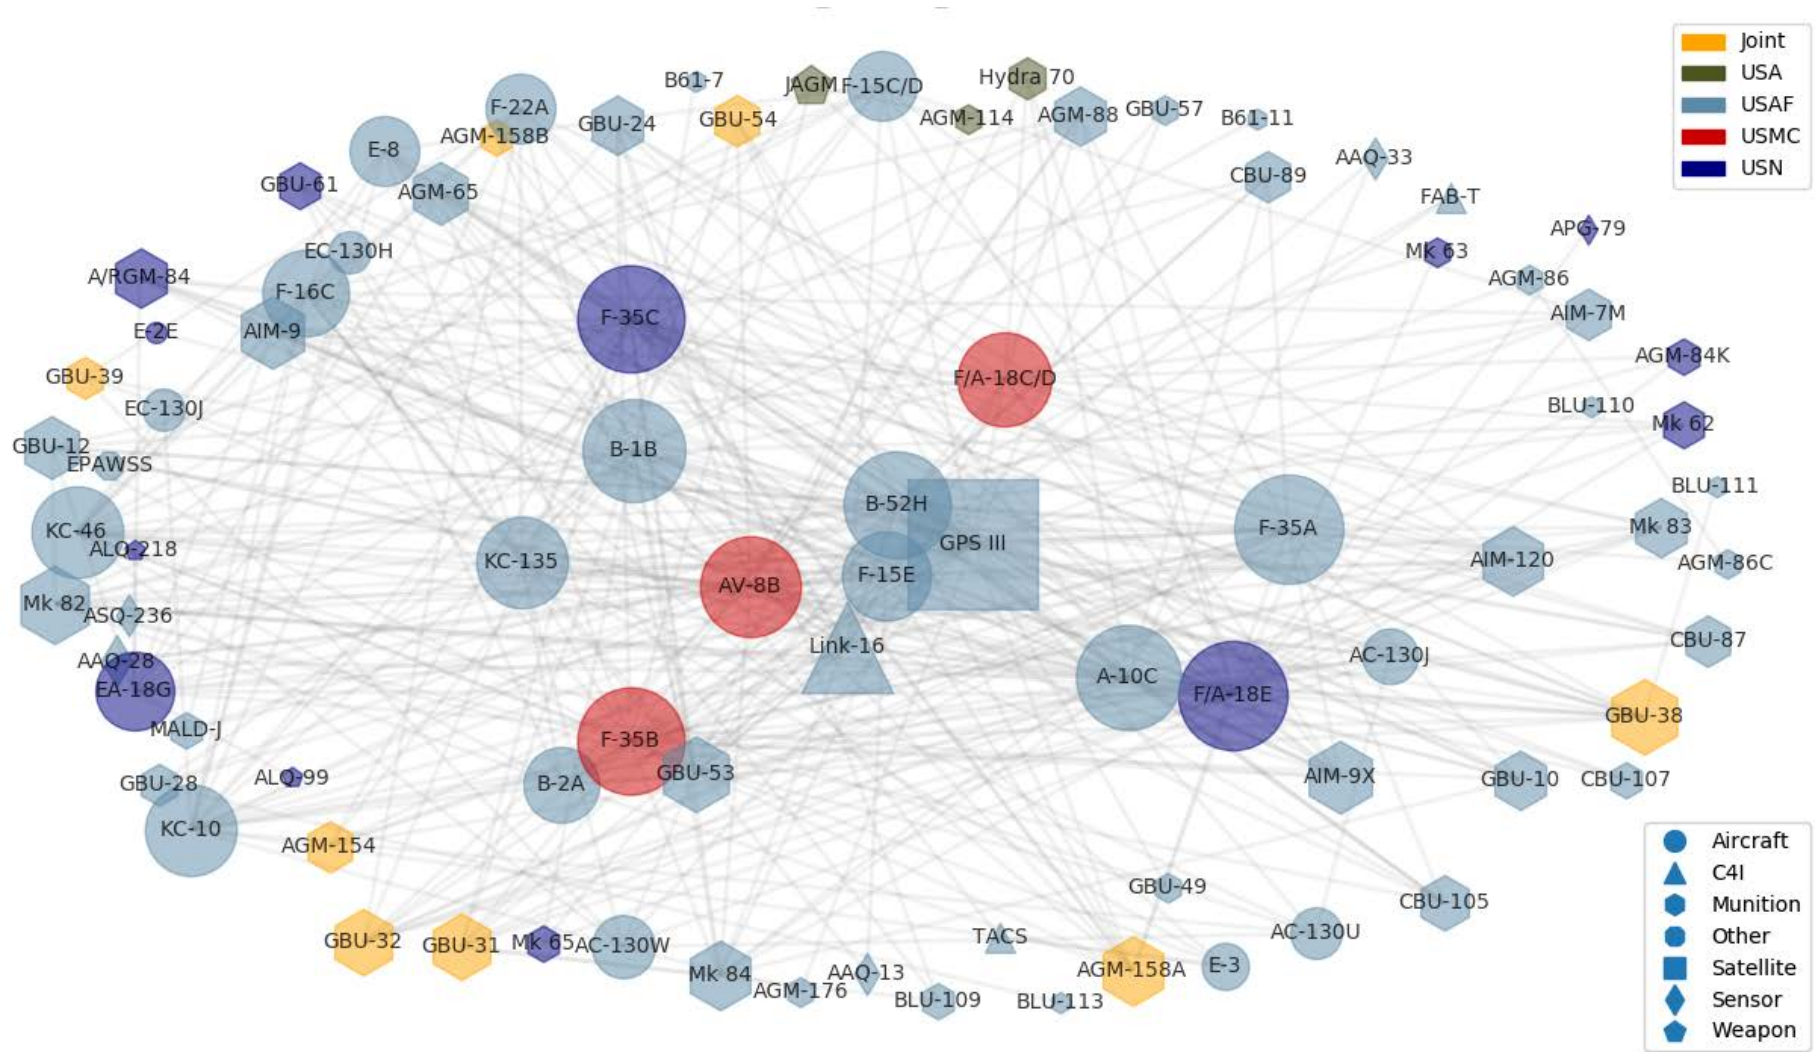 Joint
USA
USAF
USMC
USN
B61-7
JAGM
F-15C/D
Hydra 70
F-22A
AGM-158B
GBU-24
GBU-54
AGM-114
AGM-88
GBU-57
B61-11
E-8
GBU-61
AGM-65
CBU-89
AAQ-33
FAB-T
APG-79
Mk 63
EC-130H
A/RGM-84
F-16C
AGM-86
AIM-7M
E-2E
AIM-9
F-35C
AGM-84K
GBU-39
F/A-18C/D
EC-130J
BLU-110
Mk 62
GBU-12
EPAWSS
B-1B
BLU-111
B-52H
KC-46
GPS III
F-35A
Mk 83
ALQ-218
KC-135
AIM-120
AGM-86C
F-15E
AV-8B
Mk 82
ASQ-236
Link-16
CBU-87
AAQ-28
EA-18G
AC-130J
A-10C
F/A-18E
GBU-38
MALD-J
F-35B
GBU-53
B-2A
GBU-28
ALQ-99
AIM-9X
GBU-10
CBU-107
KC-10
AGM-154
GBU-49
CBU-105
GBU-32
GBU-31
Mk 65
AC-130W
TACS
AC-130U
Mk 84
AAQ-13
AGM-158A
E-3
AGM-176
BLU-109
BLU-113
Aircraft
C4I
Munition
Other
Satellite
Sensor
Weapon